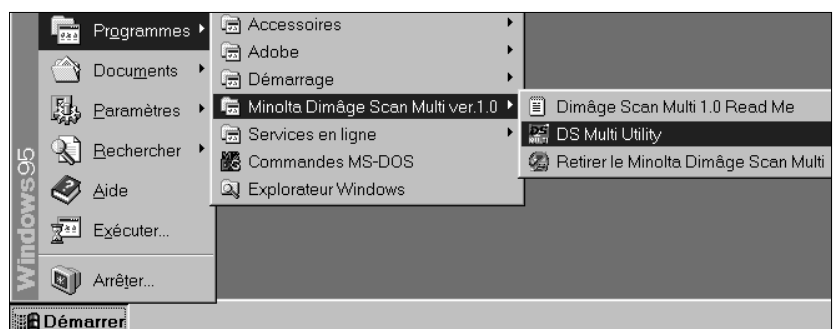 Programmes
Documents
Paramètres
Rechercher
Aide
Exécuter...
Arrêter...
Windows95
Démarrer
Accessoires
Adobe
Démarrage
Minolta Dimâge Scan Multi ver.1.0
Services en ligne
Commandes MS-DOS
Explorateur Windows
Dimâge Scan Multi 1.0 Read Me
DS Multi Utility
Retirer le Minolta Dimâge Scan Multi